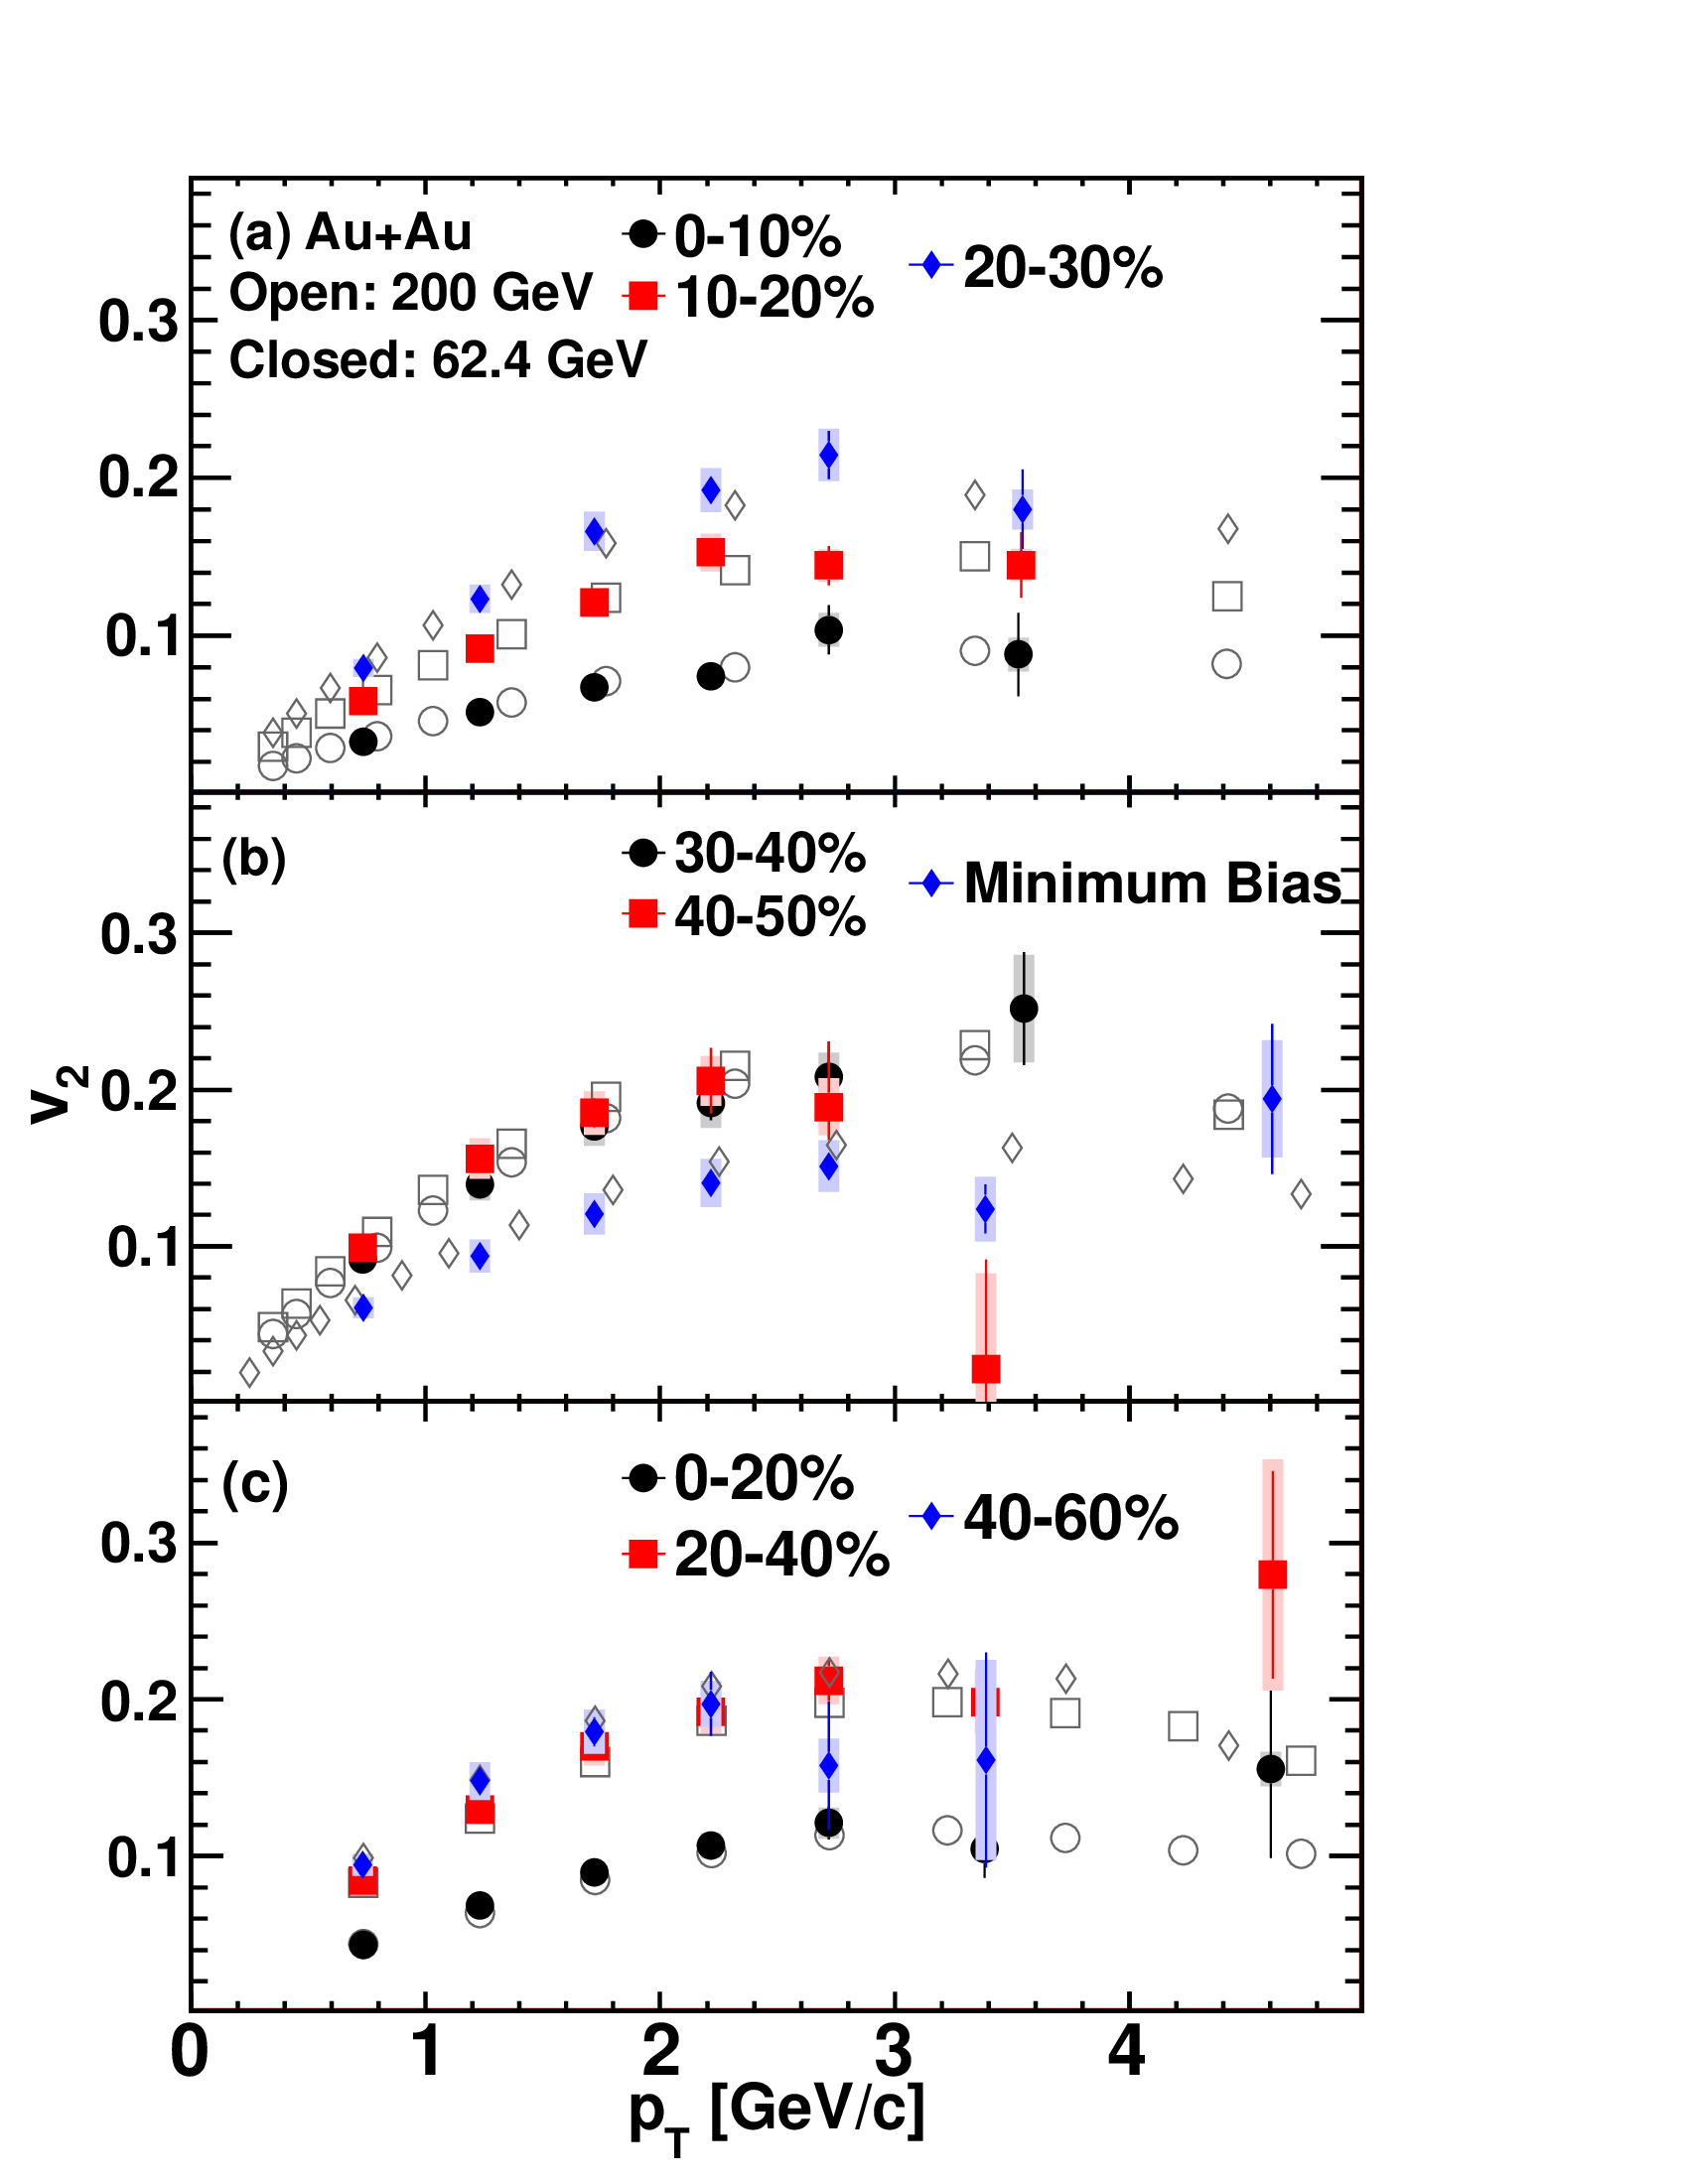 (a) Au+Au
Open: 200 GeV
Closed: 62.4 GeV
0-10%
10-20%
20-30%
0.3
0.2
0.1
(b)
30-40%
40-50%
Minimum Bias
0.3
0.2
0.1
v2
(c)
0-20%
20-40%
40-60%
0.3
0.2
0.1
0 1 2 3 4
pT [GeV/c]